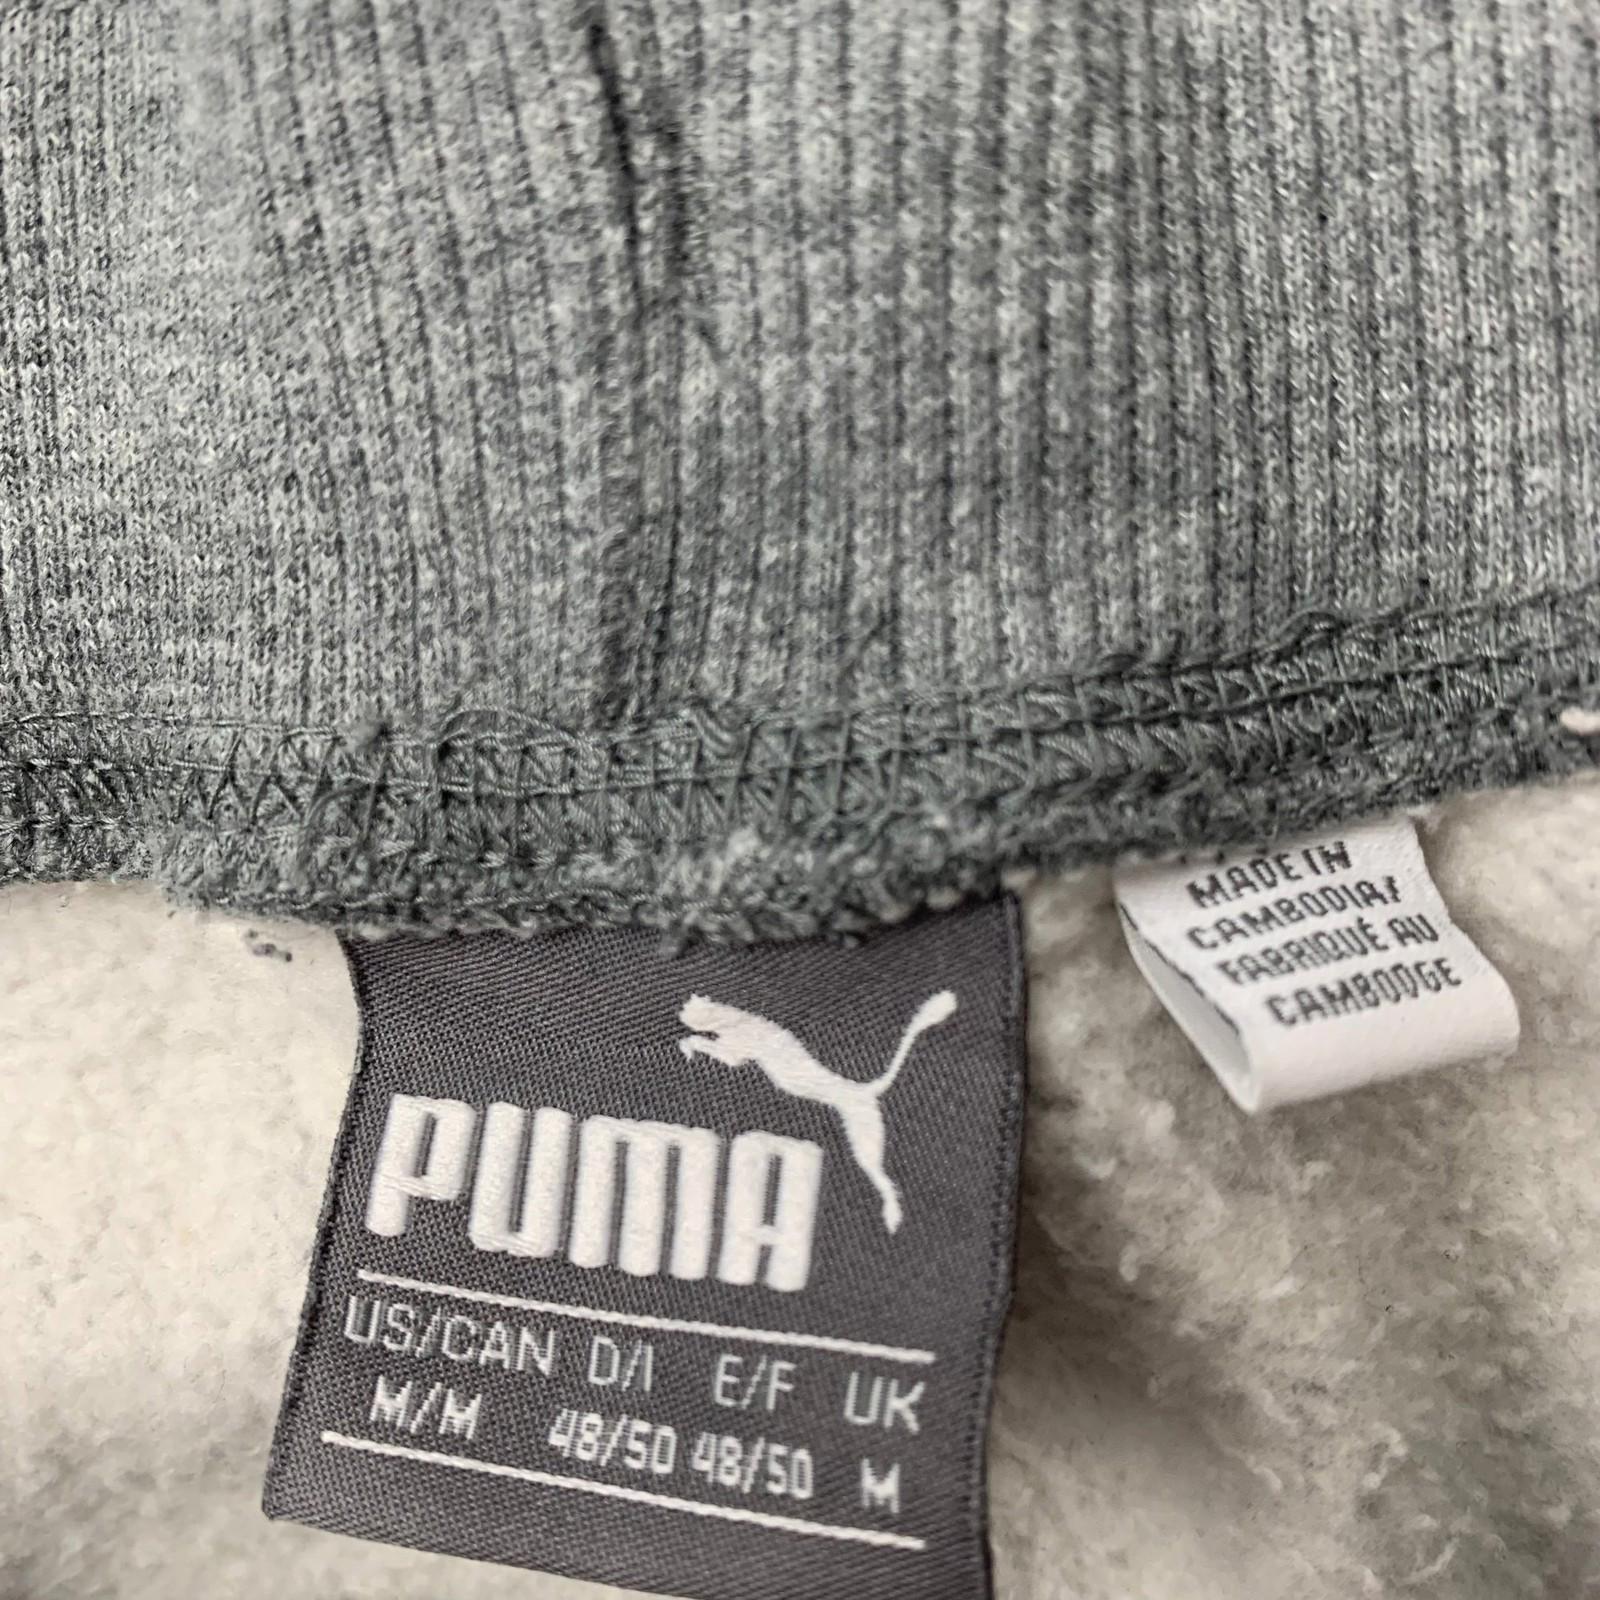 MADE IN
CAMBODIA/
FABRIQUÉ AU
CAMBODGE
PUMA
US/CAN D/I E/F UK
M/M 48/50 48/50 M